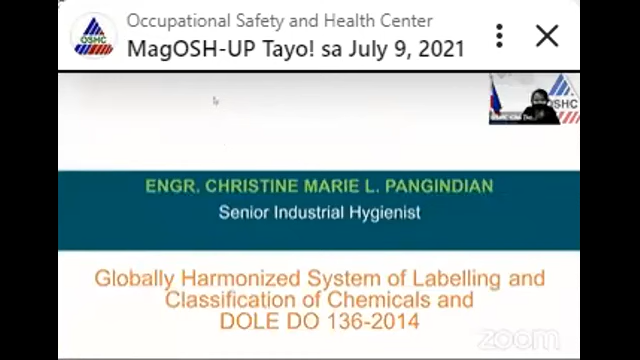 Occupational Safety and Health Center
MagOSH-UP Tayo! sa July 9, 2021
OSHC
OSHC
ENGR. CHRISTINE MARIE L. PANGINDIAN
Senior Industrial Hygienist
Globally Harmonized System of Labelling and
Classification of Chemicals and
DOLE DO 136-2014
zoom